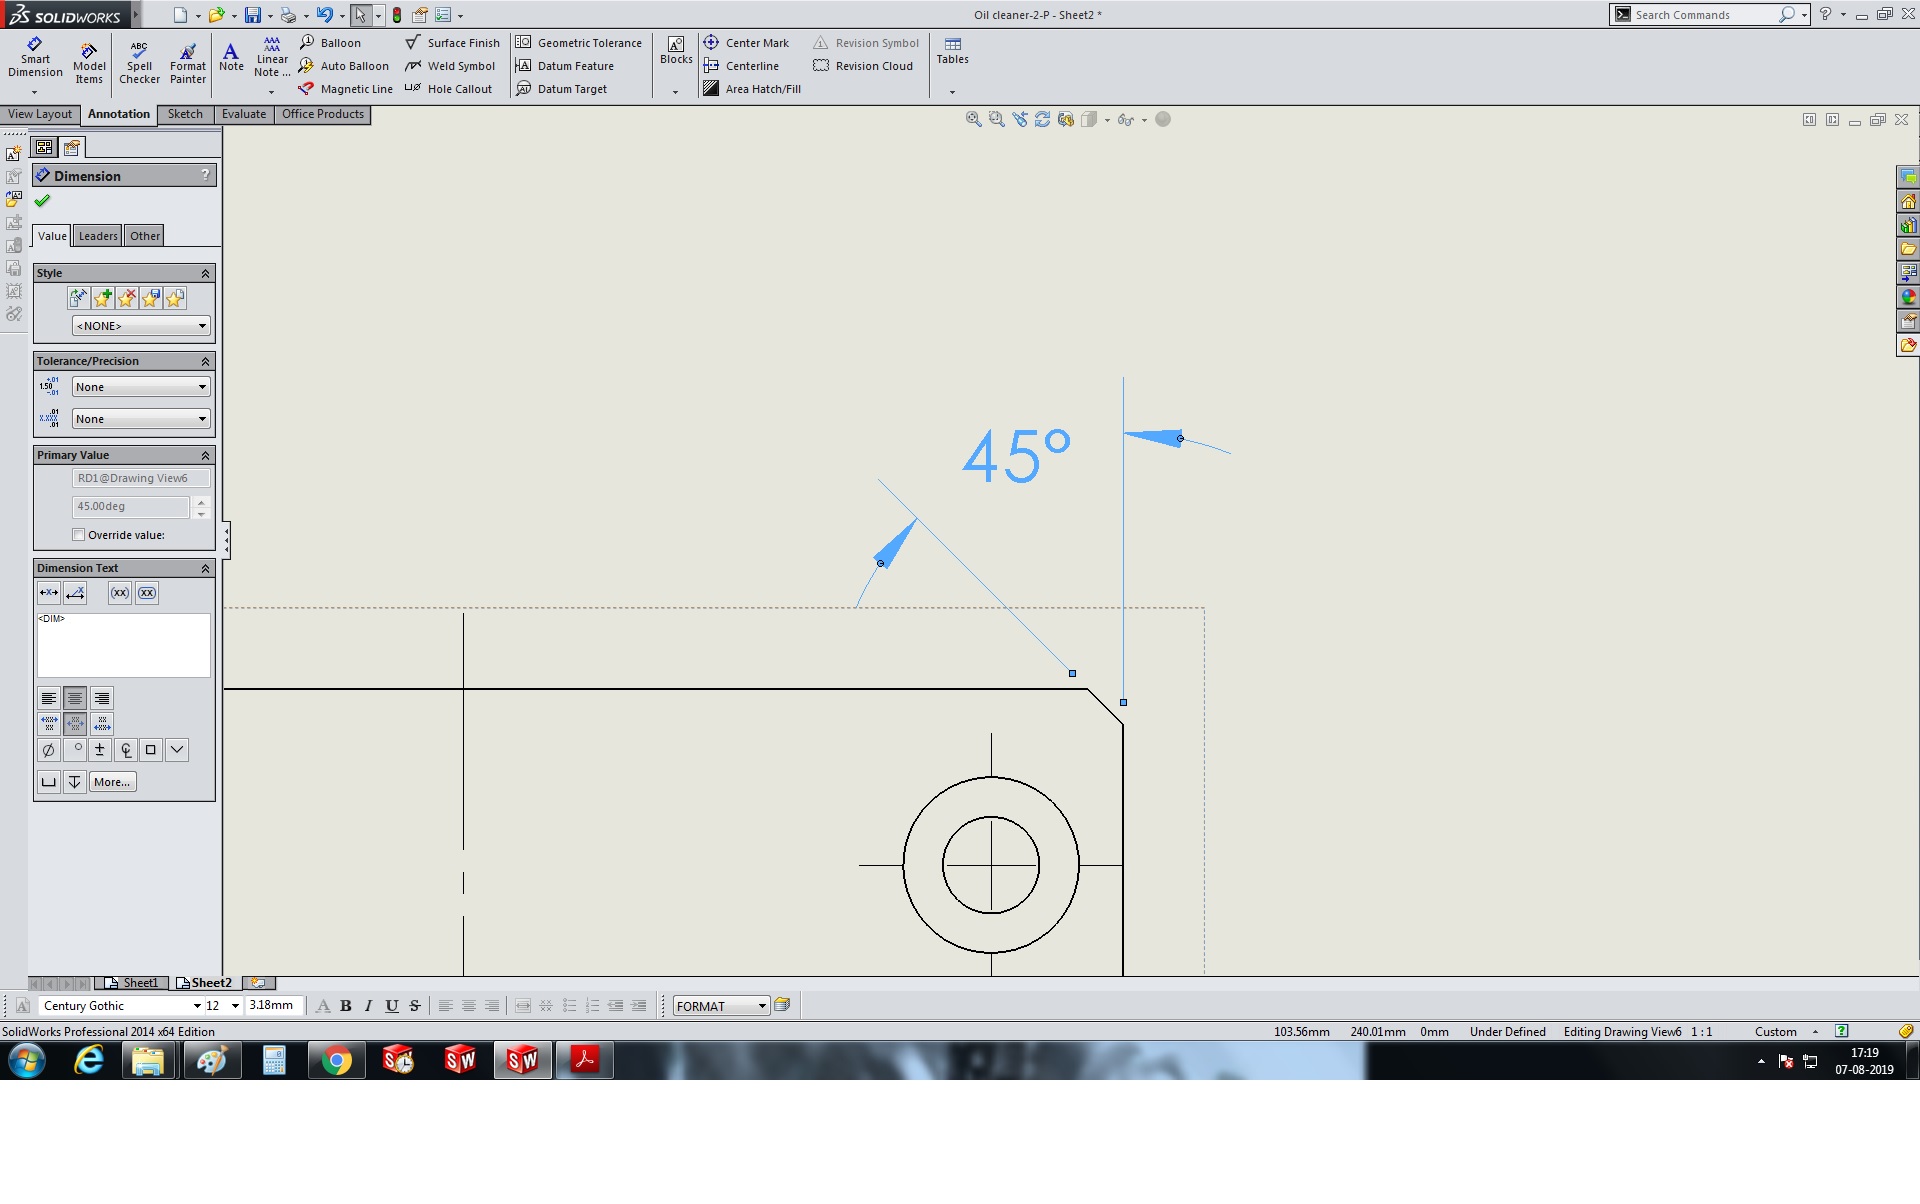 SOLIDWORKS
Oil cleaner-2-P - Sheet2 *
Search Commands
Smart Dimension
Model Items
Spell Checker
Format Painter
Note
Linear Note ...
Balloon
Auto Balloon
Magnetic Line
Surface Finish
Weld Symbol
Hole Callout
Geometric Tolerance
Datum Feature
Datum Target
Blocks
Center Mark
Centerline
Area Hatch/Fill
Revision Symbol
Revision Cloud
Tables
View Layout
Annotation
Sketch
Evaluate
Office Products
Dimension
?
Value
Leaders
Other
Style
<NONE>
Tolerance/Precision
None
None
Primary Value
RD1@Drawing View6
45.00deg
Override value:
Dimension Text
<DIM>
More...
45°
Sheet1
Sheet2
Century Gothic
12
3.18mm
A B I U S
FORMAT
SolidWorks Professional 2014 x64 Edition
103.56mm
240.01mm
0mm
Under Defined
Editing Drawing View6
1 : 1
Custom
17:19
07-08-2019